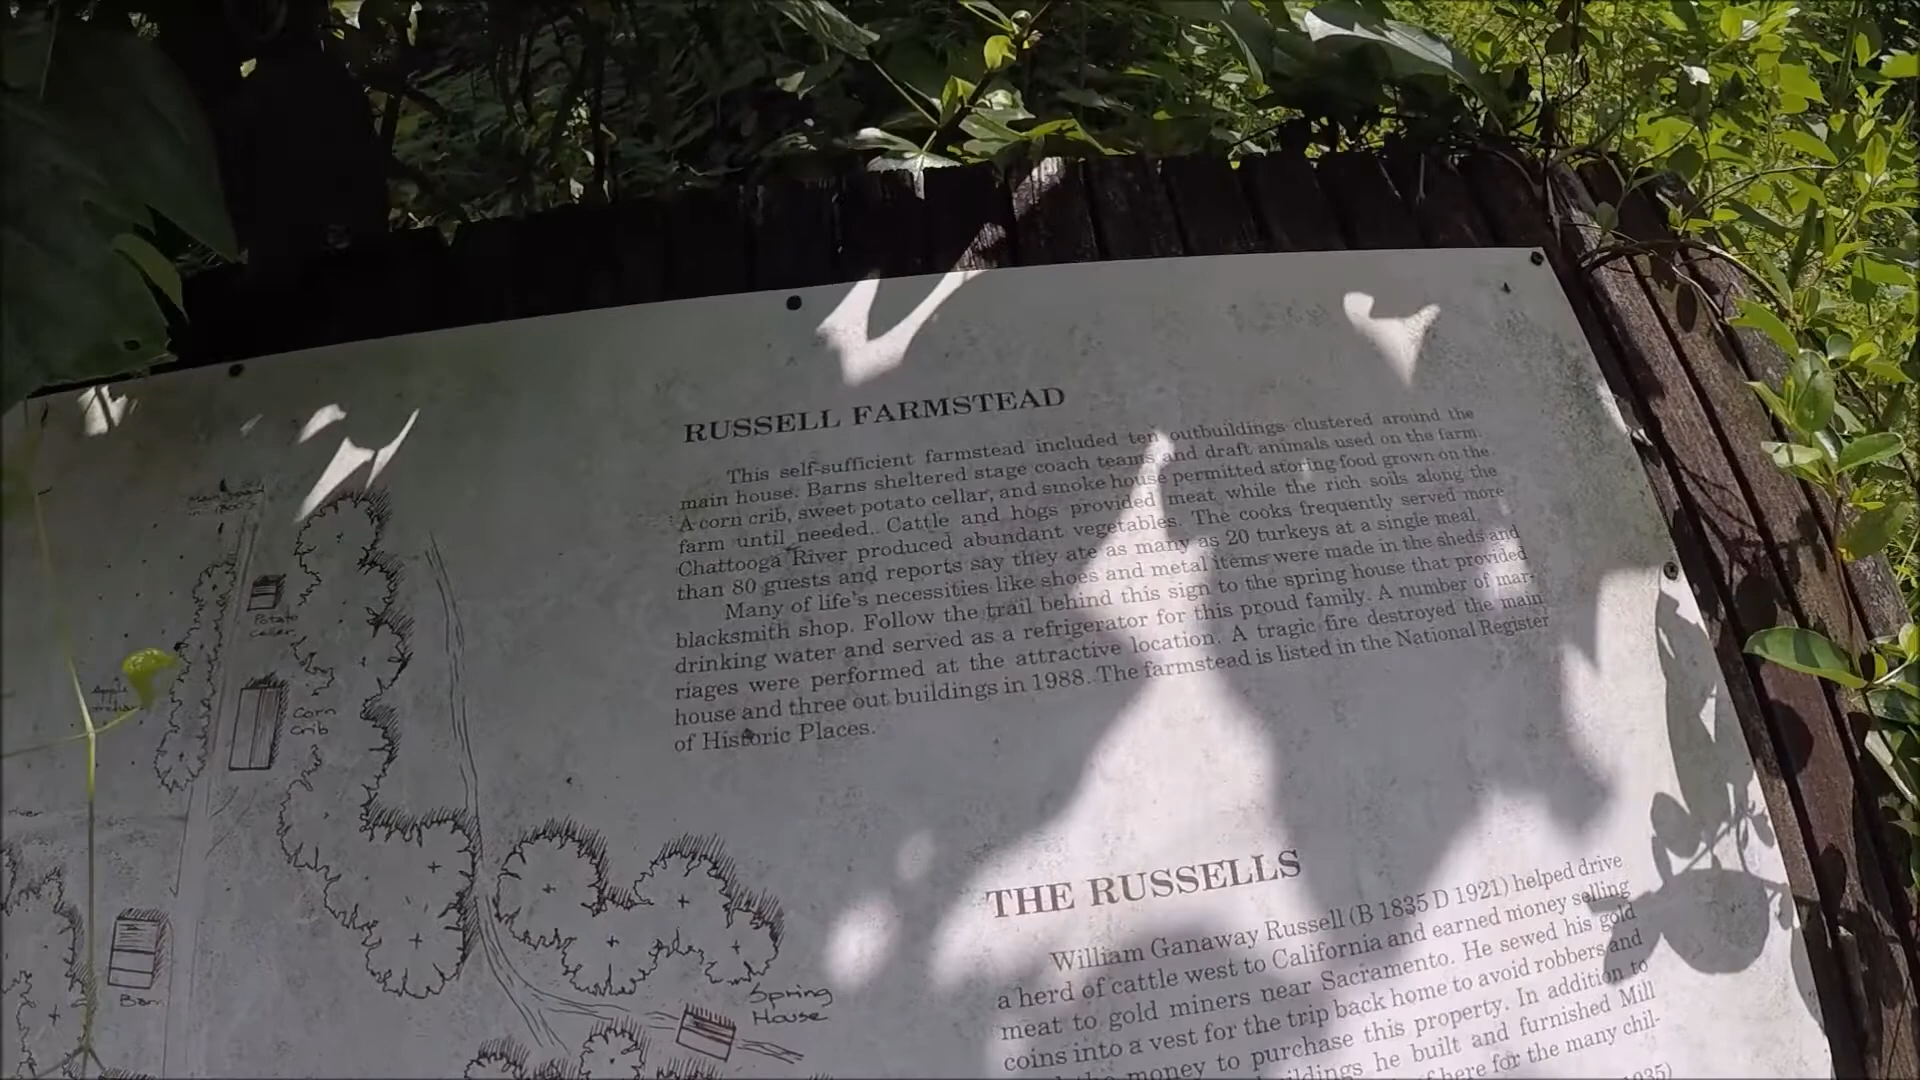 RUSSELL FARMSTEAD
This self-sufficient farmstead included ten outbuildings clustered around the
main house. Barns sheltered stage coach teams and draft animals used on the farm.
A corn crib, sweet potato cellar, and smoke house permitted storing food grown on the
farm until needed. Cattle and hogs provided meat while the rich soils along the
Chattooga River produced abundant vegetables. The cooks frequently served more
than 80 guests and reports say they ate as many as 20 turkeys at a single meal.
Many of life's necessities like shoes and metal items were made in the sheds and
blacksmith shop. Follow the trail behind this sign to the spring house that provided
drinking water and served as a refrigerator for this proud family. A number of mar-
riages were performed at the attractive location. A tragic fire destroyed the main
house and three out buildings in 1988. The farmstead is listed in the National Register
of Historic Places.
Potato
Cellar
Corn
Crib
Barn
Spring
House
THE RUSSELLS
William Ganaway Russell (B 1835 D 1921) helped drive
a herd of cattle west to California and earned money selling
meat to gold miners near Sacramento. He sewed his gold
coins into a vest for the trip back home to avoid robbers and
the money to purchase this property. In addition to
he built and furnished Mill
here for the many chil-